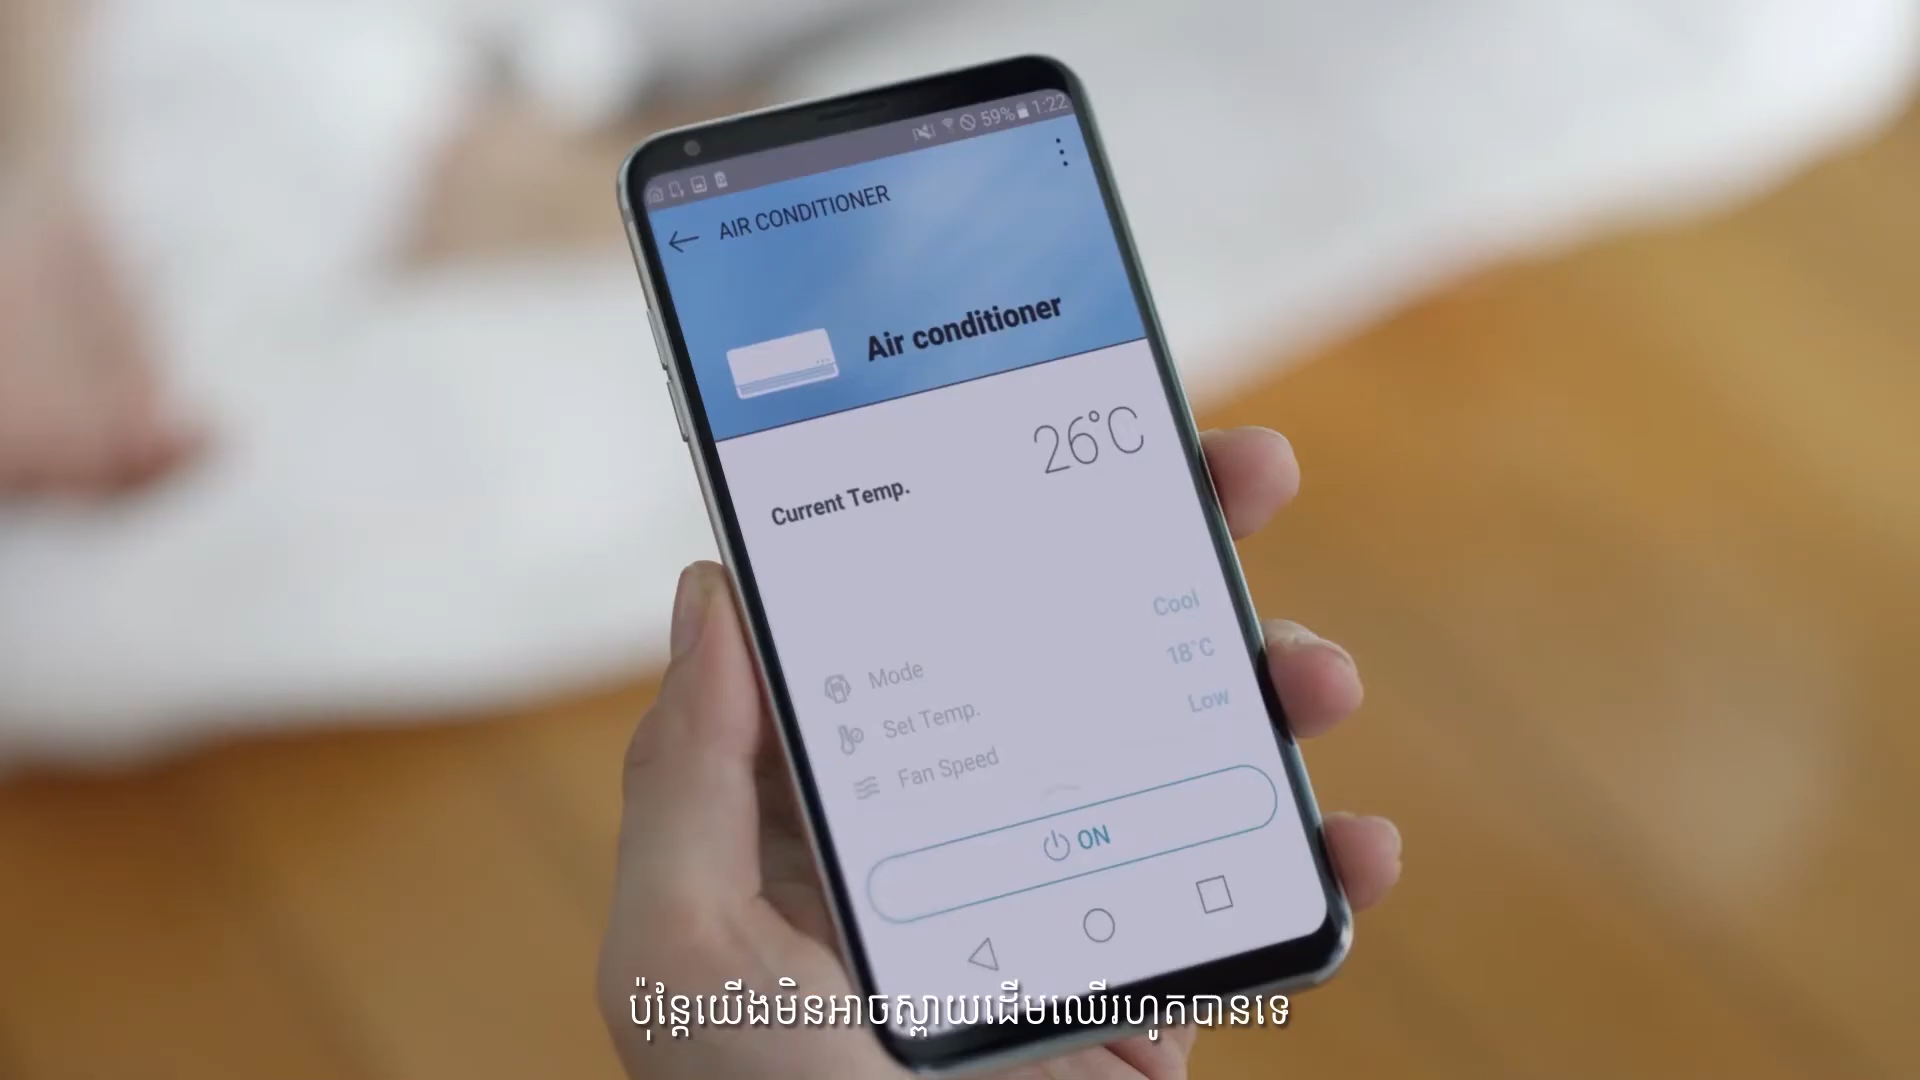 59% 1:22
AIR CONDITIONER
Air conditioner
26°C
Current Temp.
Mode Cool
Set Temp. 18°C
Fan Speed Low
ON
ប៉ុន្តែយើងមិនអាចស្ពាយដើមឈើរហូតបានទេ